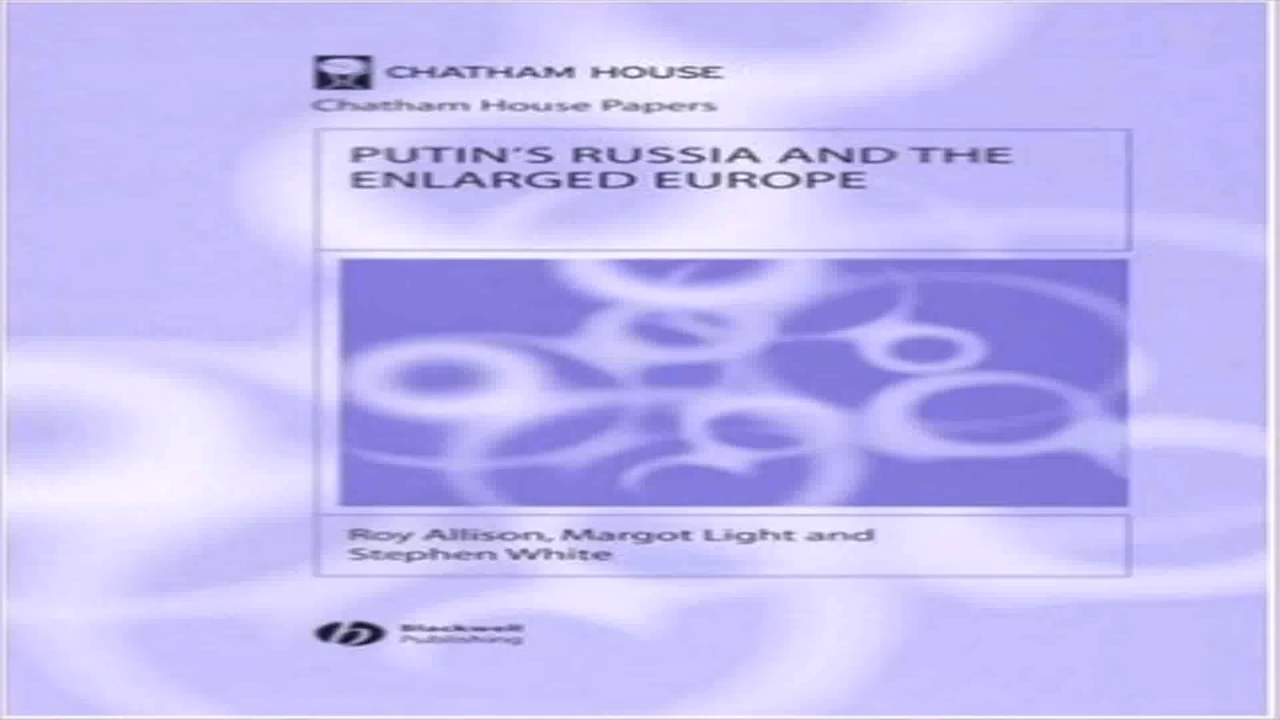 CHATHAM HOUSE
Chatham House Papers
PUTIN'S RUSSIA AND THE
ENLARGED EUROPE
Roy Allison, Margot Light and
Stephen White
Blackwell
Publishing